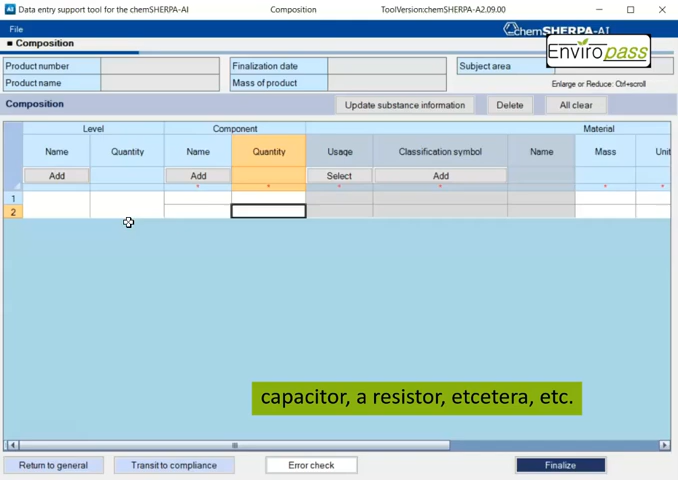 Data entry support tool for the chemSHERPA-AI Composition ToolVersion:chemSHERPA-A2.09.00
File
chemSHERPA-AI
Enviropass
■ Composition
Product number Finalization date Subject area
Product name Mass of product Enlarge or Reduce: Ctrl+scroll
Composition Update substance information Delete All clear
Level Component Material
Name Quantity Name Quantity Usage Classification symbol Name Mass Unit
Add Add Select Add
* * * * * *
1
2
capacitor, a resistor, etcetera, etc.
Return to general Transit to compliance Error check Finalize